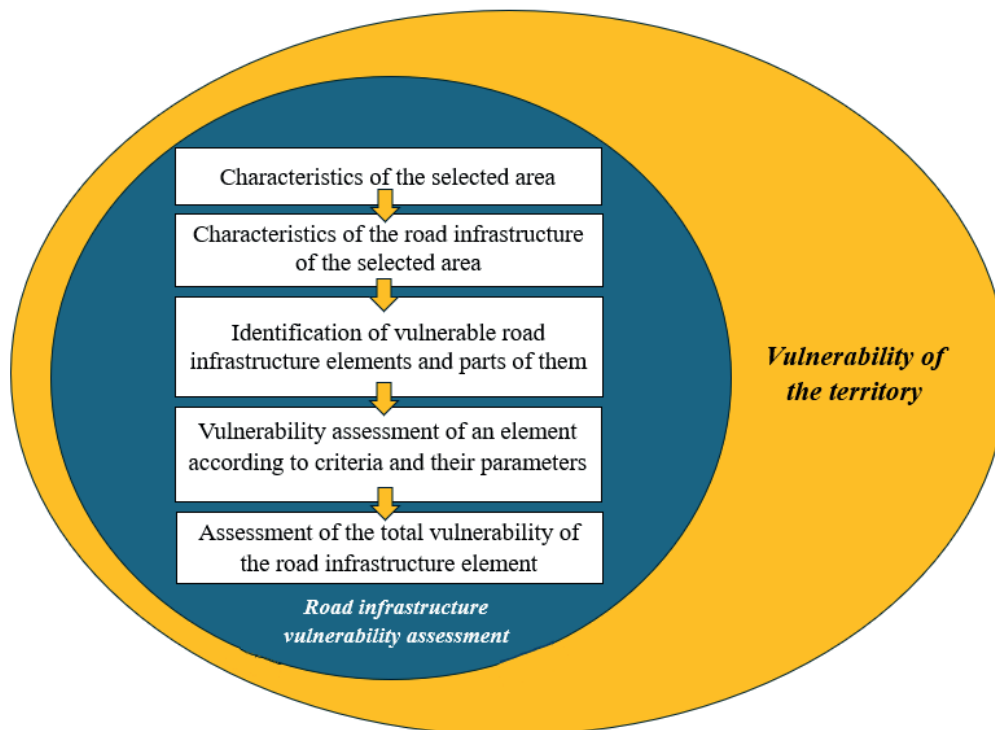 Characteristics of the selected area
Characteristics of the road infrastructure
of the selected area
Identification of vulnerable road
infrastructure elements and parts of them
Vulnerability assessment of an element
according to criteria and their parameters
Assessment of the total vulnerability of
the road infrastructure element
Road infrastructure
vulnerability assessment
Vulnerability of
the territory